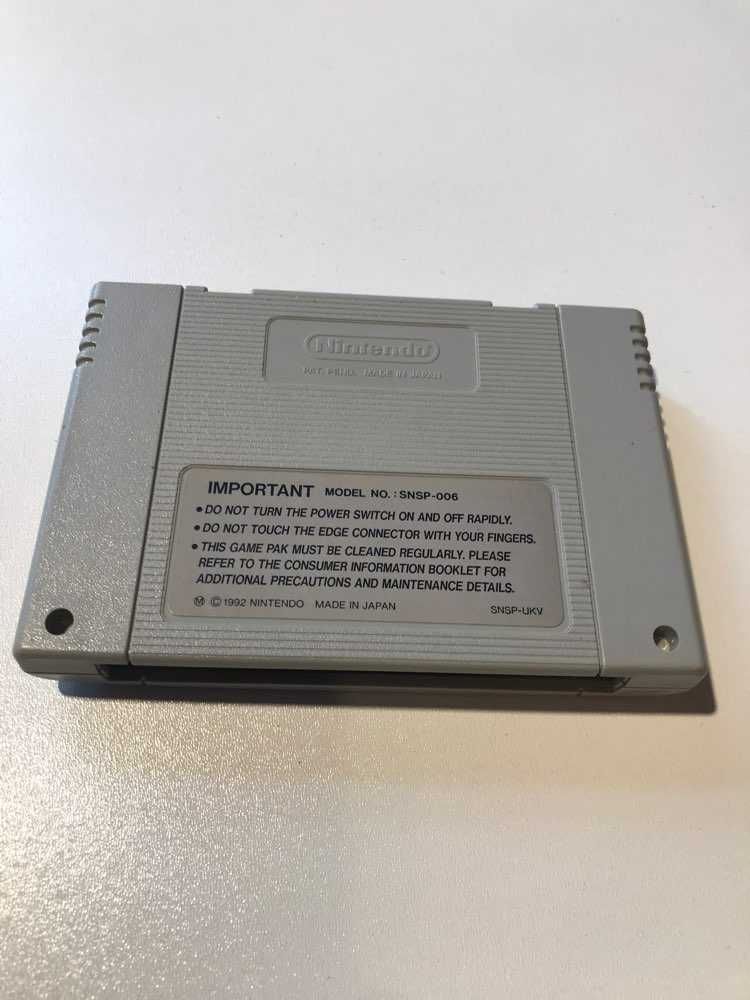 Nintendo
PAT. PEND. MADE IN JAPAN
IMPORTANT MODEL NO. : SNSP-006
• DO NOT TURN THE POWER SWITCH ON AND OFF RAPIDLY.
• DO NOT TOUCH THE EDGE CONNECTOR WITH YOUR FINGERS.
• THIS GAME PAK MUST BE CLEANED REGULARLY. PLEASE
REFER TO THE CONSUMER INFORMATION BOOKLET FOR
ADDITIONAL PRECAUTIONS AND MAINTENANCE DETAILS.
Ⓜ © 1992 NINTENDO MADE IN JAPAN SNSP-UKV